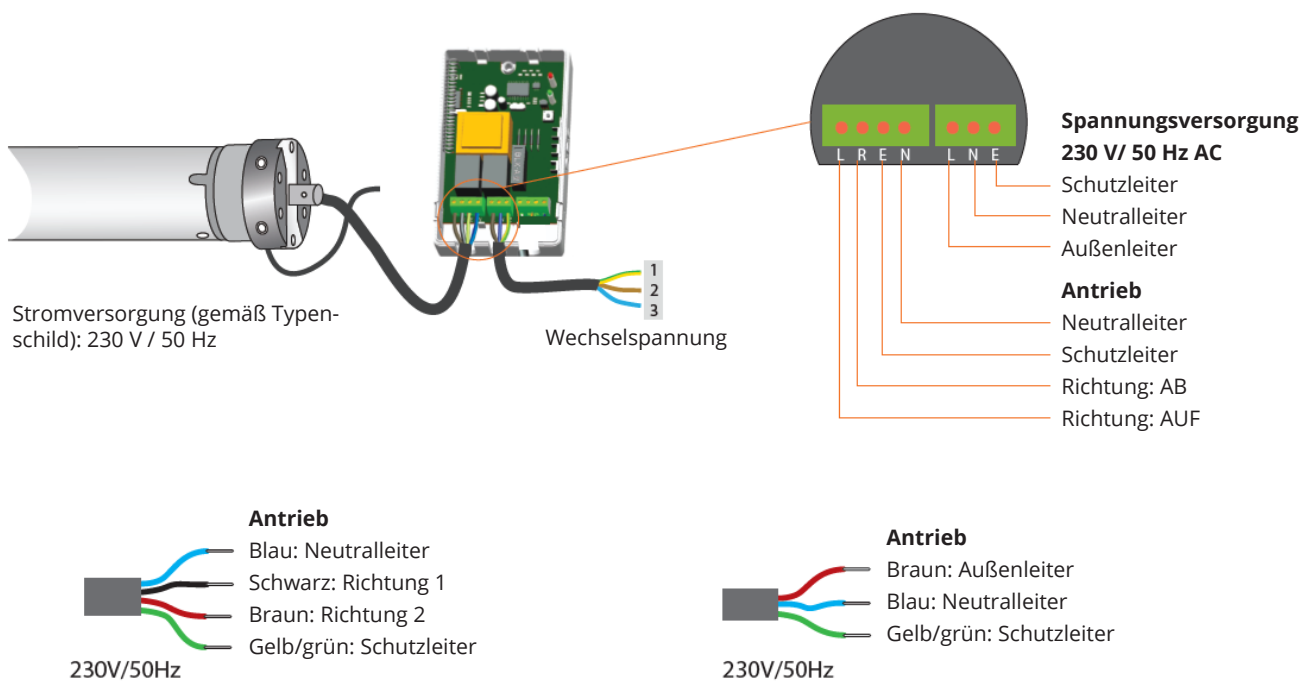 L R E N L N E
Spannungsversorgung
230 V/ 50 Hz AC
Schutzleiter
Neutralleiter
Außenleiter
Antrieb
Neutralleiter
Schutzleiter
Richtung: AB
Richtung: AUF
1
2
3
Wechselspannung
Stromversorgung (gemäß Typen-
schild): 230 V / 50 Hz
Antrieb
Blau: Neutralleiter
Schwarz: Richtung 1
Braun: Richtung 2
Gelb/grün: Schutzleiter
230V/50Hz
Antrieb
Braun: Außenleiter
Blau: Neutralleiter
Gelb/grün: Schutzleiter
230V/50Hz